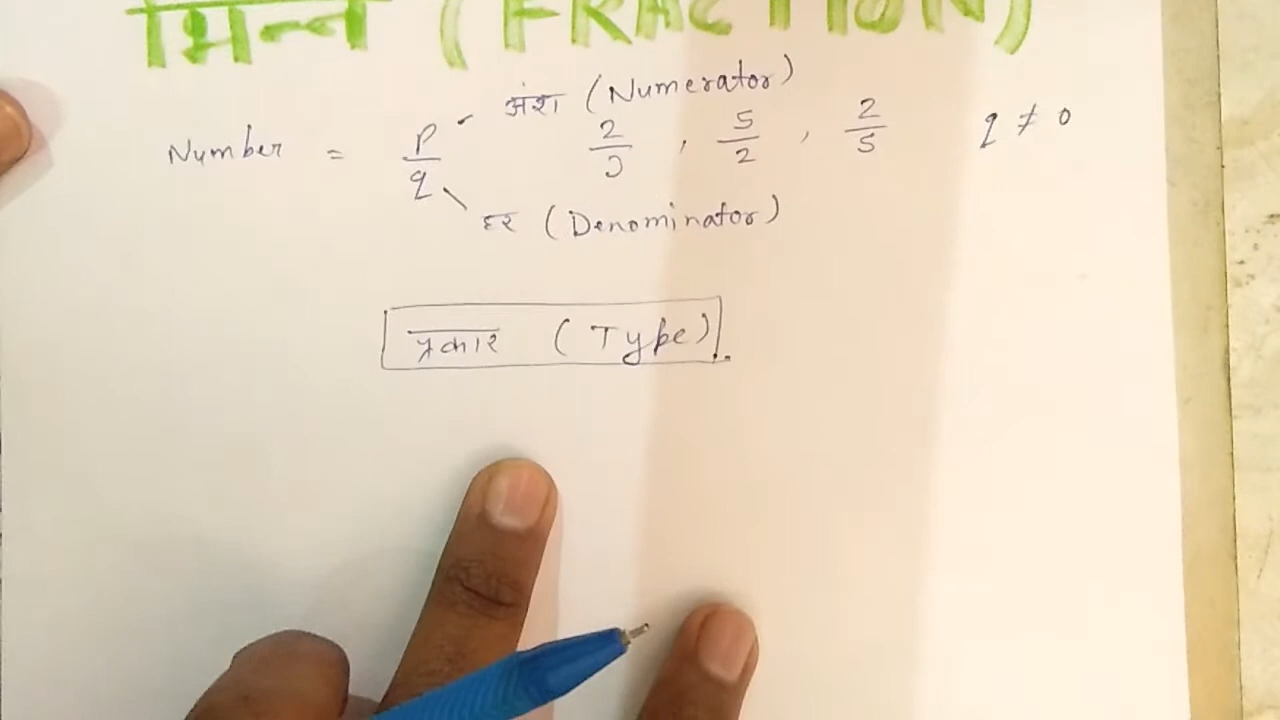 भिन्न (FRACTION)
अंश (Numerator)
Number = p/q 2/3 , 5/2 , 2/5 q ≠ 0
हर (Denominator)
प्रकार (Type)